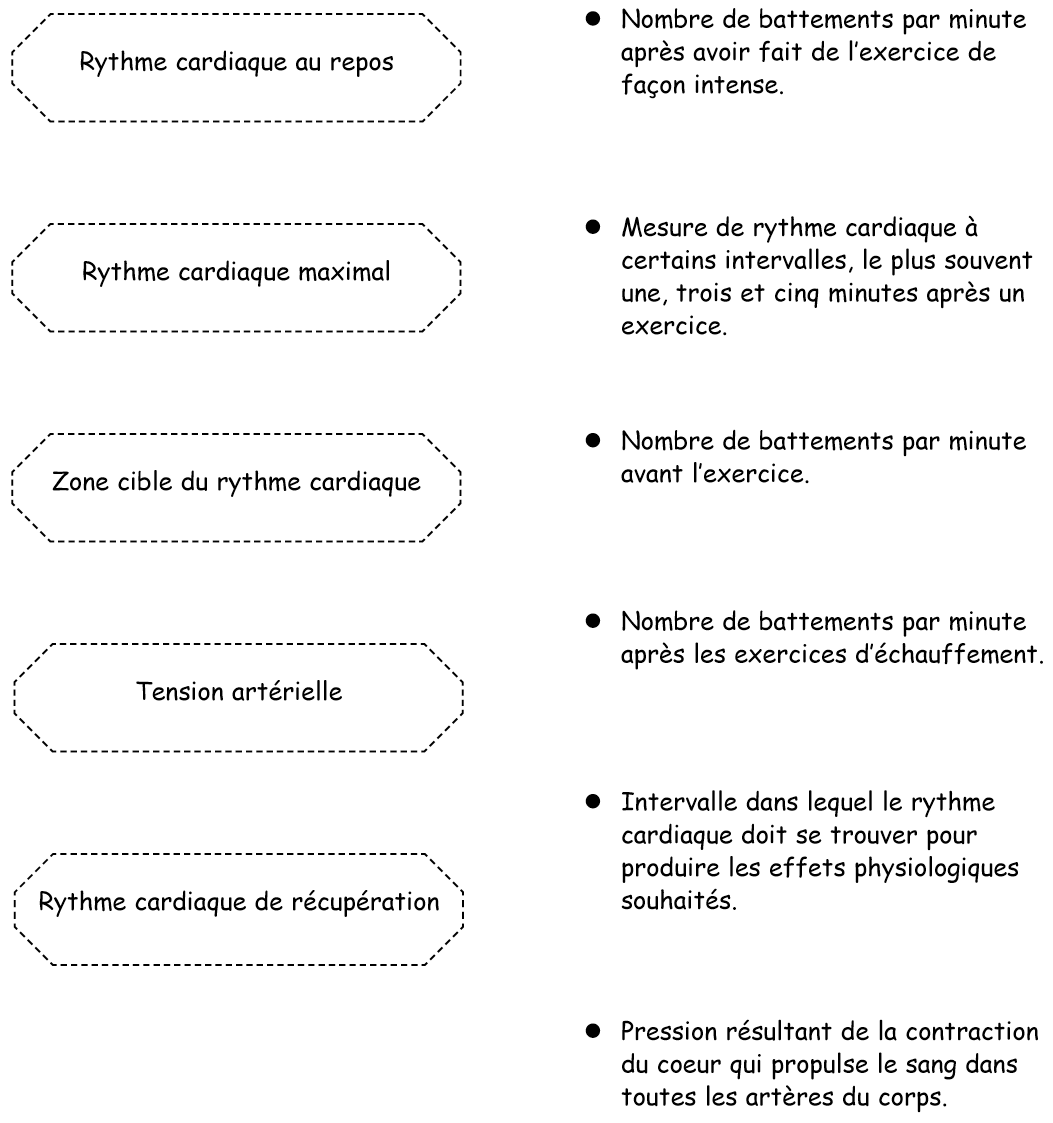 Rythme cardiaque au repos
Rythme cardiaque maximal
Zone cible du rythme cardiaque
Tension artérielle
Rythme cardiaque de récupération
● Nombre de battements par minute
après avoir fait de l'exercice de
façon intense.
● Mesure de rythme cardiaque à
certains intervalles, le plus souvent
une, trois et cinq minutes après un
exercice.
● Nombre de battements par minute
avant l'exercice.
● Nombre de battements par minute
après les exercices d'échauffement.
● Intervalle dans lequel le rythme
cardiaque doit se trouver pour
produire les effets physiologiques
souhaités.
● Pression résultant de la contraction
du coeur qui propulse le sang dans
toutes les artères du corps.